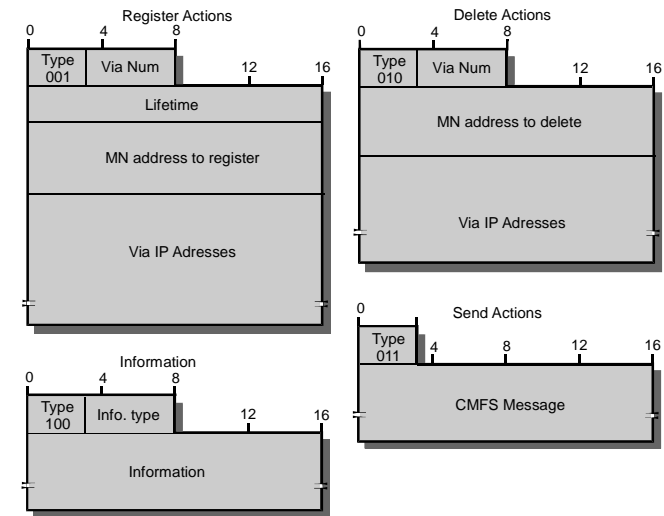 Register Actions
0 4 8
Type
001
Via Num
12 16
Lifetime
MN address to register
Via IP Adresses
Delete Actions
0 4 8
Type
010
Via Num
12 16
MN address to delete
Via IP Adresses
Information
0 4 8
Type
100
Info. type
12 16
Information
Send Actions
0
Type
011
4 8 12 16
CMFS Message